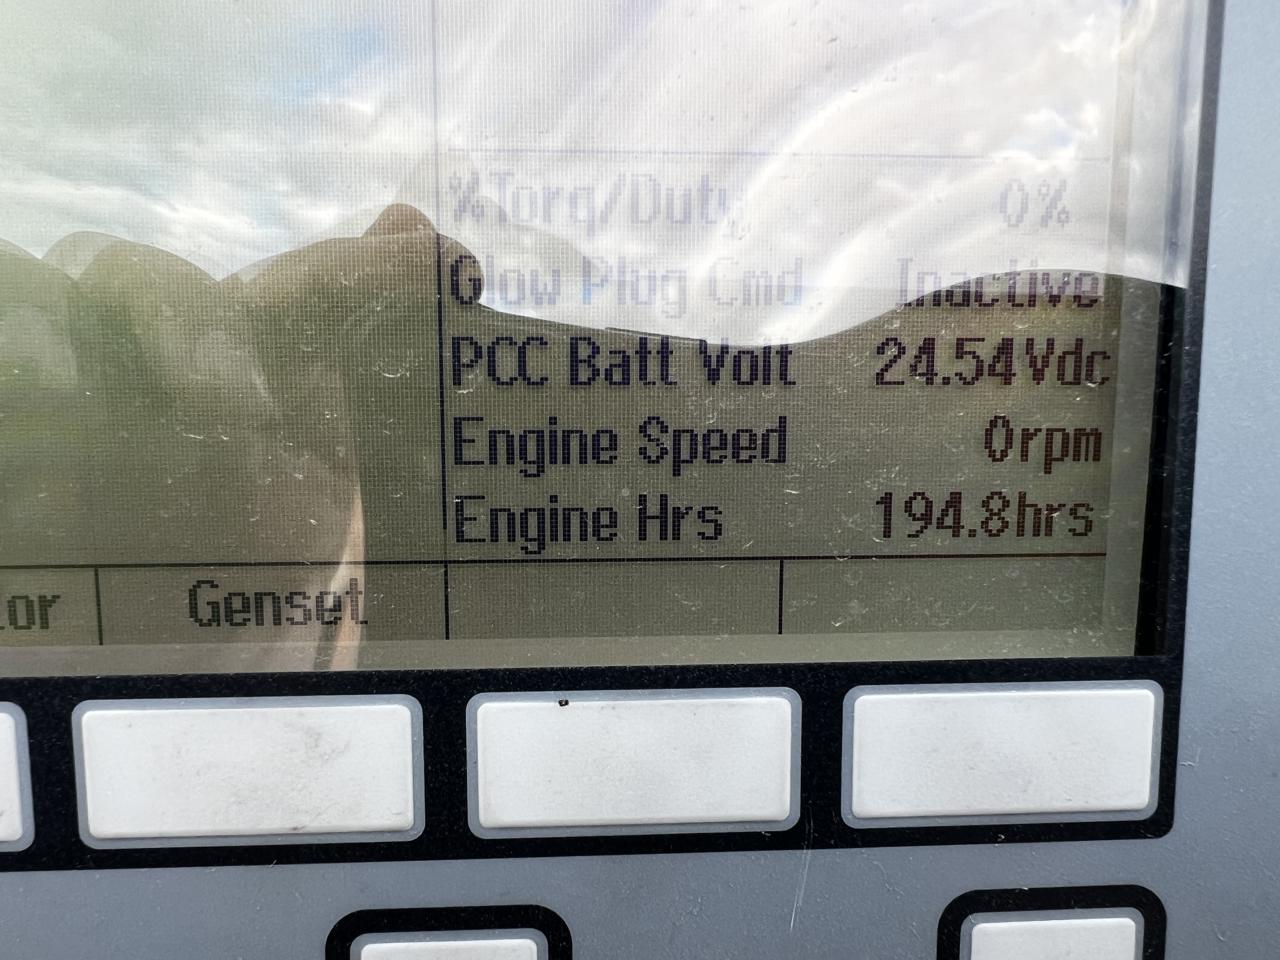 %Torq/Duty 0%
Glow Plug Cmd Inactive
PCC Batt Volt 24.54Vdc
Engine Speed 0rpm
Engine Hrs 194.8hrs
Genset